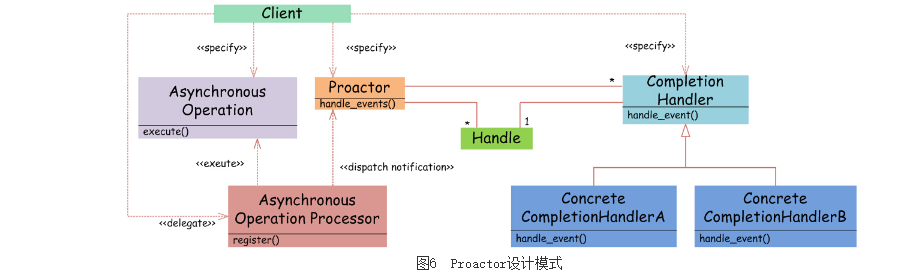 Client
<<specify>>
<<specify>>
<<specify>>
Asynchronous
Operation
execute()
Proactor
handle_events()
*
Completion
Handler
handle_event()
*
1
Handle
<<exeute>>
<<dispatch notification>>
Asynchronous
Operation Processor
register()
<<delegate>>
Concrete
CompletionHandlerA
handle_event()
Concrete
CompletionHandlerB
handle_event()
图6 Proactor设计模式